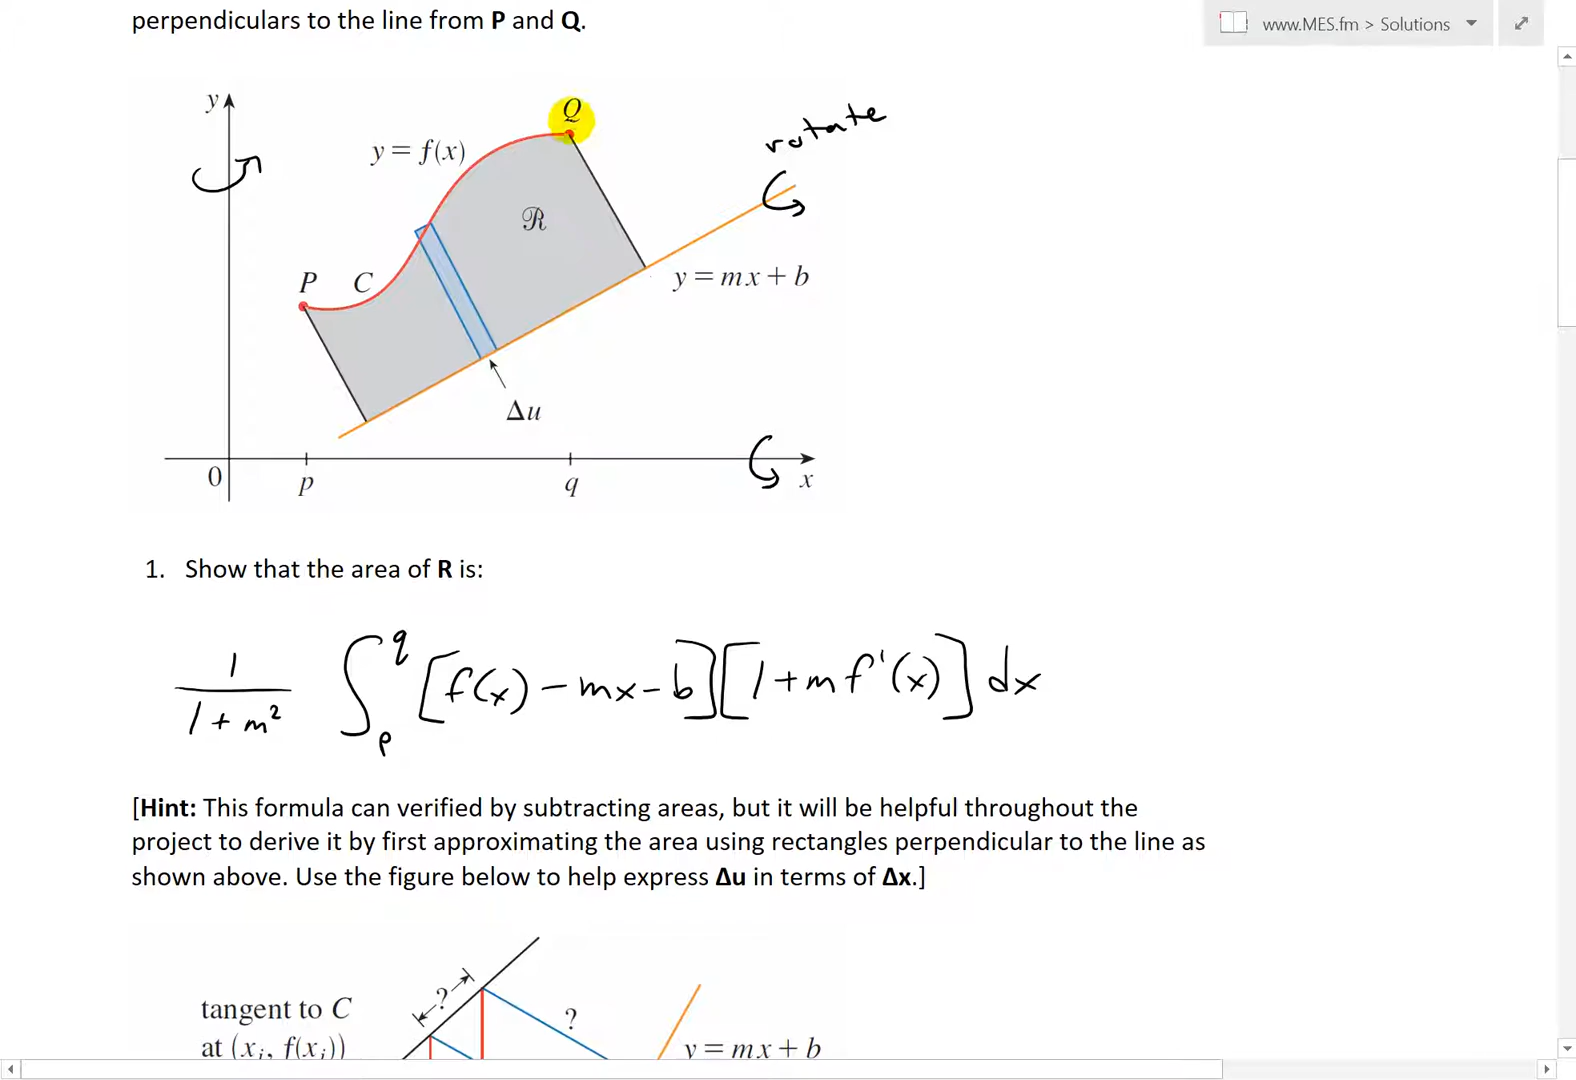 perpendiculars to the line from P and Q.
www.MES.fm > Solutions
y
Q
rotate
y = f(x)
ℛ
P C
y = mx + b
Δu
0 p q x
1. Show that the area of R is:
1/(1 + m²) ∫_p^q [f(x) − mx − b][1 + m f'(x)] dx
[Hint: This formula can verified by subtracting areas, but it will be helpful throughout the
project to derive it by first approximating the area using rectangles perpendicular to the line as
shown above. Use the figure below to help express Δu in terms of Δx.]
?
tangent to C
?
at (xᵢ, f(xᵢ))
y = mx + b